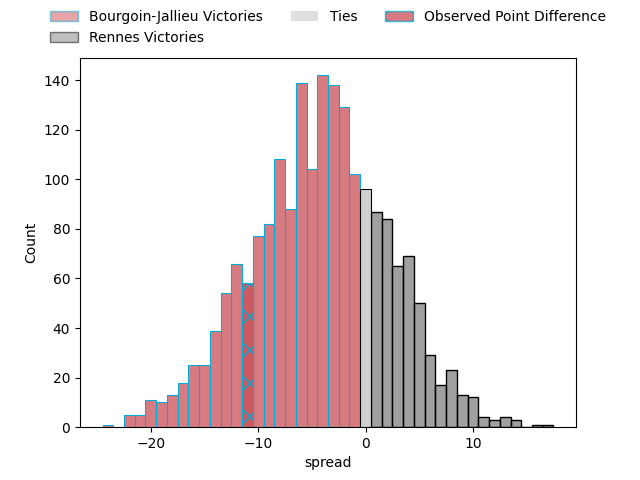 Bourgoin-Jallieu Victories Ties Observed Point Difference
Rennes Victories
140
120
100
80
60
40
20
0
Count
−20 −10 0 10
spread